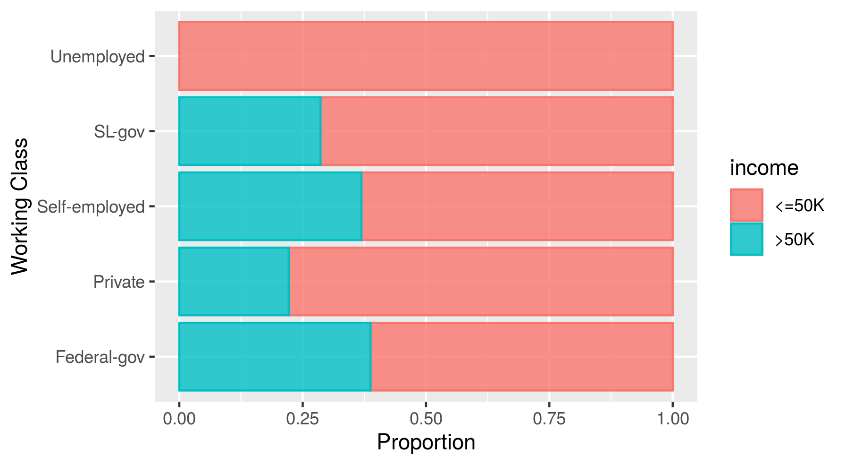 Unemployed
SL-gov
Self-employed
Private
Federal-gov
Working Class
0.00 0.25 0.50 0.75 1.00
Proportion
income
<=50K
>50K